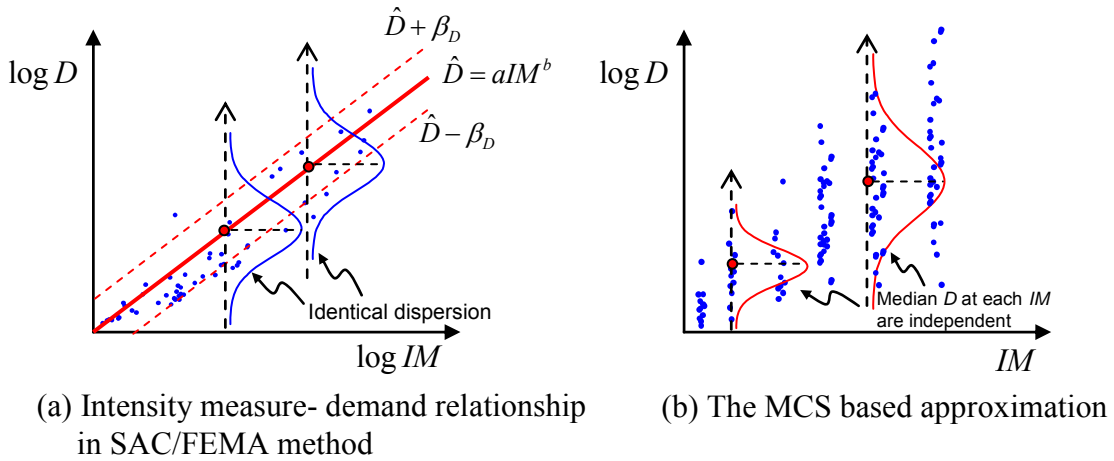 D̂ + β_D
log D
D̂ = aIM^b
D̂ − β_D
Identical dispersion
log IM
(a) Intensity measure- demand relationship
in SAC/FEMA method
log D
Median D at each IM
are independent
IM
(b) The MCS based approximation